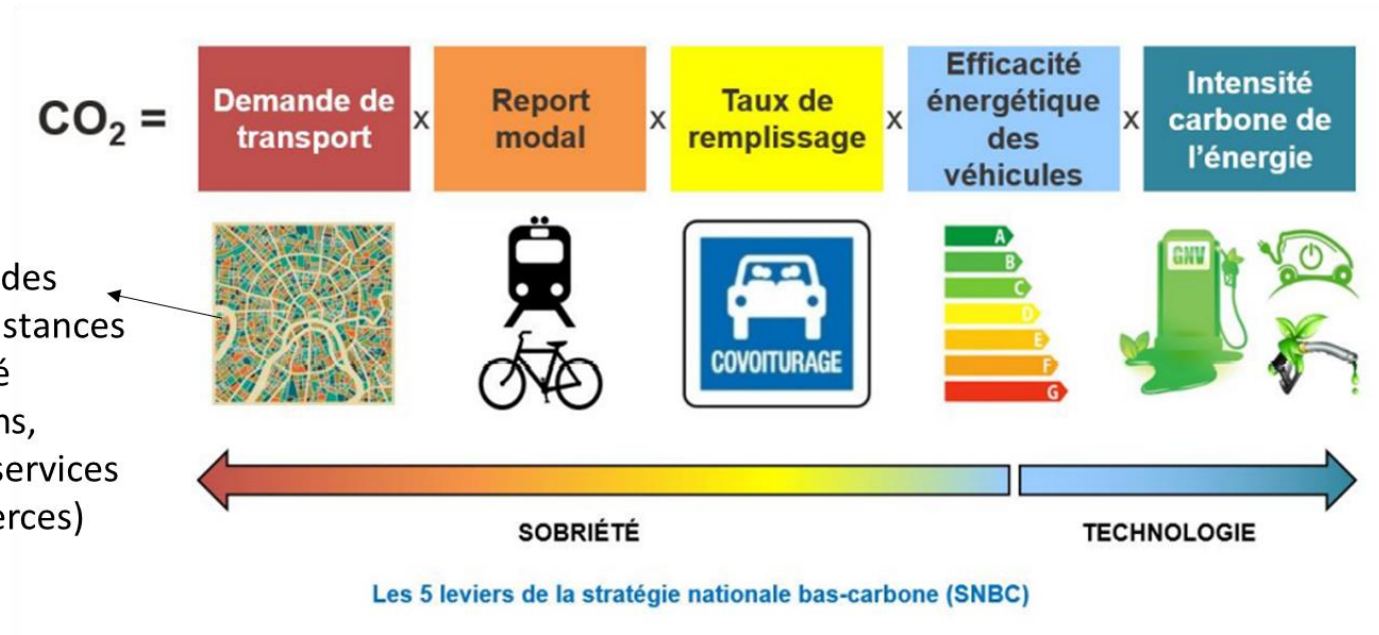 CO₂ =
Demande de
transport
x
Report
modal
x
Taux de
remplissage
x
Efficacité
énergétique
des
véhicules
x
Intensité
carbone de
l'énergie
des
stances
é
ns,
services
erces)
COVOITURAGE
A
B
C
D
E
F
G
GNV
SOBRIÉTÉ
TECHNOLOGIE
Les 5 leviers de la stratégie nationale bas-carbone (SNBC)